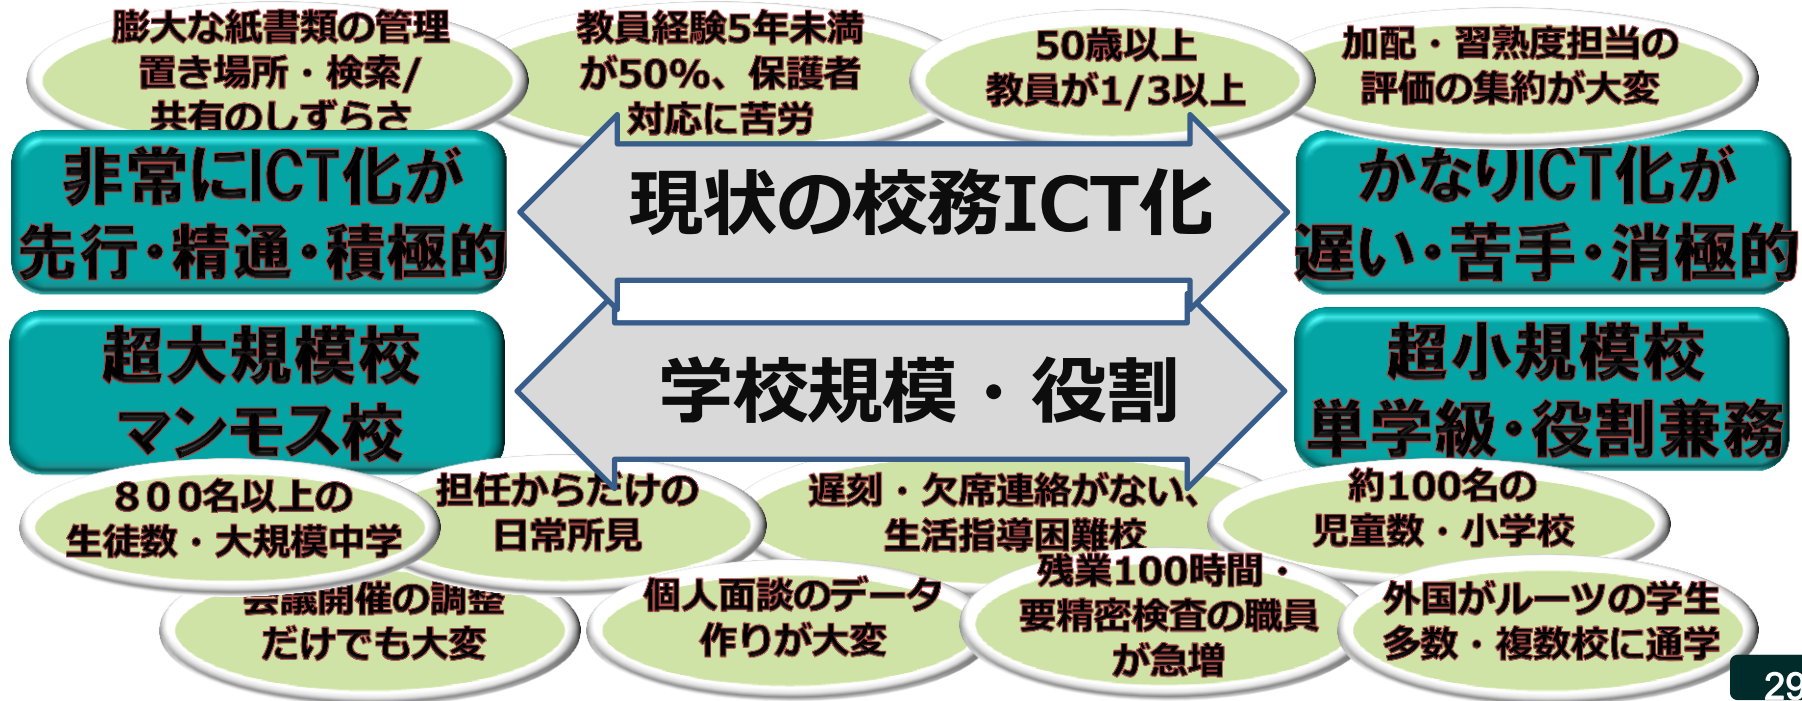 膨大な紙書類の管理
置き場所・検索/
共有のしずらさ
教員経験5年未満
が50%、保護者
対応に苦労
50歳以上
教員が1/3以上
加配・習熟度担当の
評価の集約が大変
非常にICT化が
先行・精通・積極的
現状の校務ICT化
かなりICT化が
遅い・苦手・消極的
超大規模校
マンモス校
学校規模・役割
超小規模校
単学級・役割兼務
８００名以上の
生徒数・大規模中学
担任からだけの
日常所見
遅刻・欠席連絡がない、
生活指導困難校
約100名の
児童数・小学校
会議開催の調整
だけでも大変
個人面談のデータ
作りが大変
残業100時間・
要精密検査の職員
が急増
外国がルーツの学生
多数・複数校に通学
29